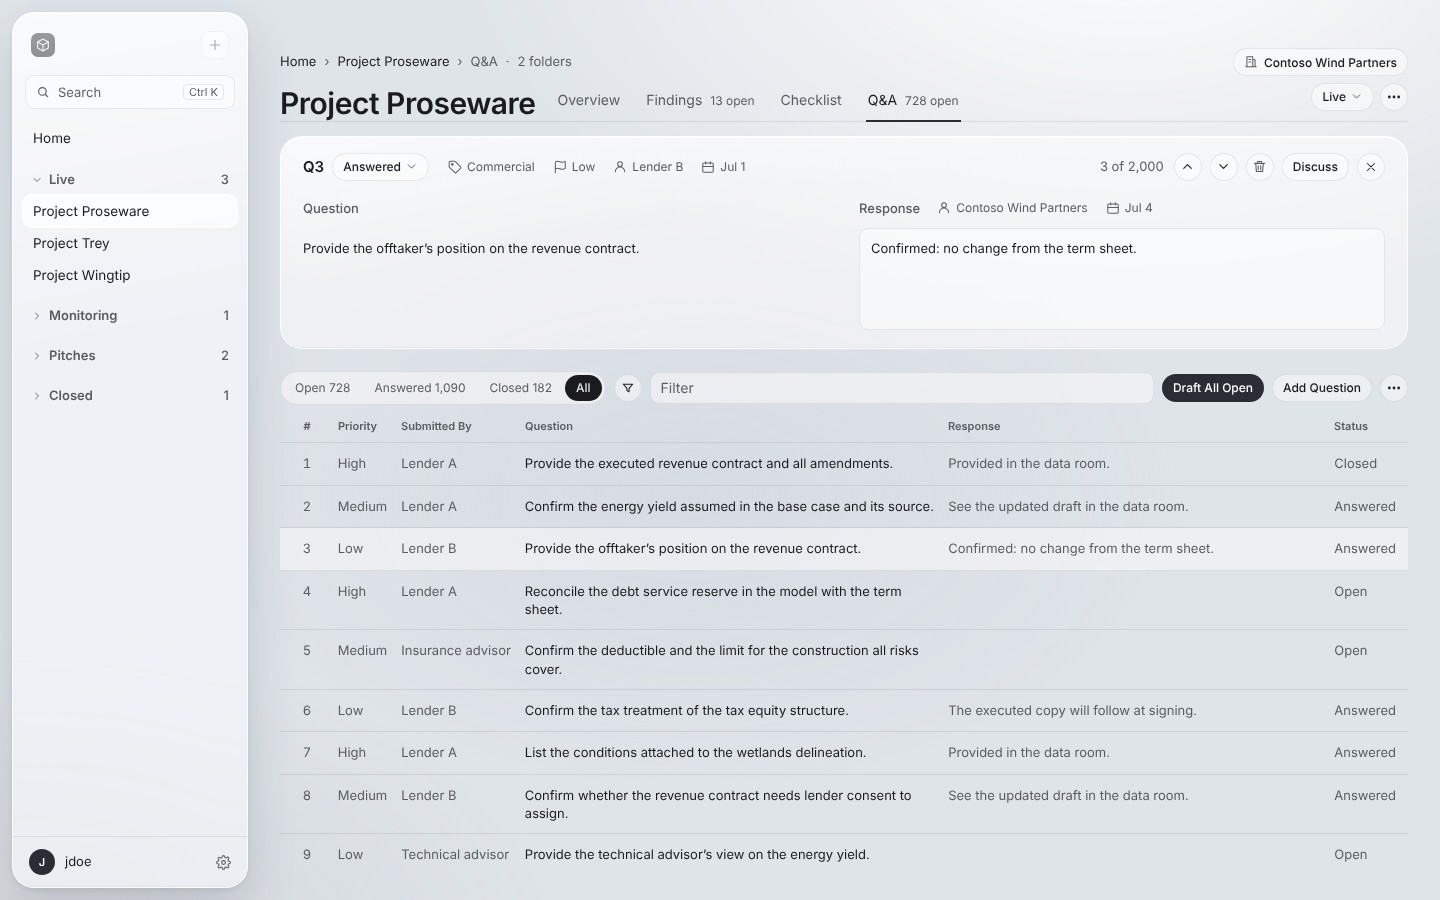 Search
Ctrl K
Home
Live 3
Project Proseware
Project Trey
Project Wingtip
Monitoring 1
Pitches 2
Closed 1
J jdoe
Home › Project Proseware › Q&A · 2 folders
Contoso Wind Partners
Project Proseware
Overview
Findings 13 open
Checklist
Q&A 728 open
Live
Q3 Answered Commercial Low Lender B Jul 1
3 of 2,000
Discuss
Question
Response Contoso Wind Partners Jul 4
Provide the offtaker’s position on the revenue contract.
Confirmed: no change from the term sheet.
Open 728 Answered 1,090 Closed 182 All
Filter
Draft All Open
Add Question
# Priority Submitted By Question Response Status
1 High Lender A Provide the executed revenue contract and all amendments. Provided in the data room. Closed
2 Medium Lender A Confirm the energy yield assumed in the base case and its source. See the updated draft in the data room. Answered
3 Low Lender B Provide the offtaker’s position on the revenue contract. Confirmed: no change from the term sheet. Answered
4 High Lender A Reconcile the debt service reserve in the model with the term Open
sheet.
5 Medium Insurance advisor Confirm the deductible and the limit for the construction all risks Open
cover.
6 Low Lender B Confirm the tax treatment of the tax equity structure. The executed copy will follow at signing. Answered
7 High Lender A List the conditions attached to the wetlands delineation. Provided in the data room. Answered
8 Medium Lender B Confirm whether the revenue contract needs lender consent to See the updated draft in the data room. Answered
assign.
9 Low Technical advisor Provide the technical advisor’s view on the energy yield. Open